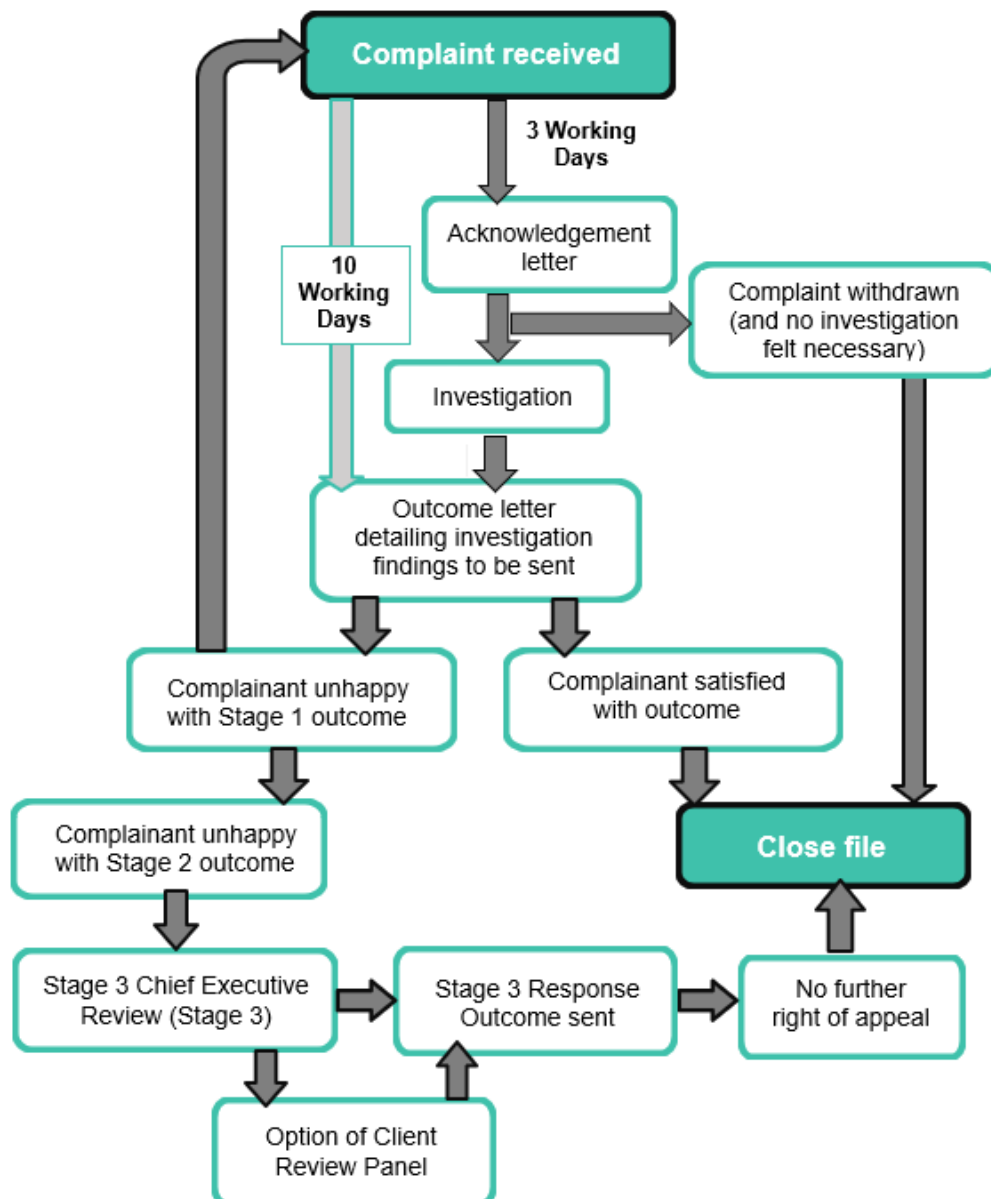 Complaint received
3 Working
Days
Acknowledgement
letter
10
Working
Days
Complaint withdrawn
(and no investigation
felt necessary)
Investigation
Outcome letter
detailing investigation
findings to be sent
Complainant unhappy
with Stage 1 outcome
Complainant satisfied
with outcome
Complainant unhappy
with Stage 2 outcome
Close file
Stage 3 Chief Executive
Review (Stage 3)
Stage 3 Response
Outcome sent
No further
right of appeal
Option of Client
Review Panel